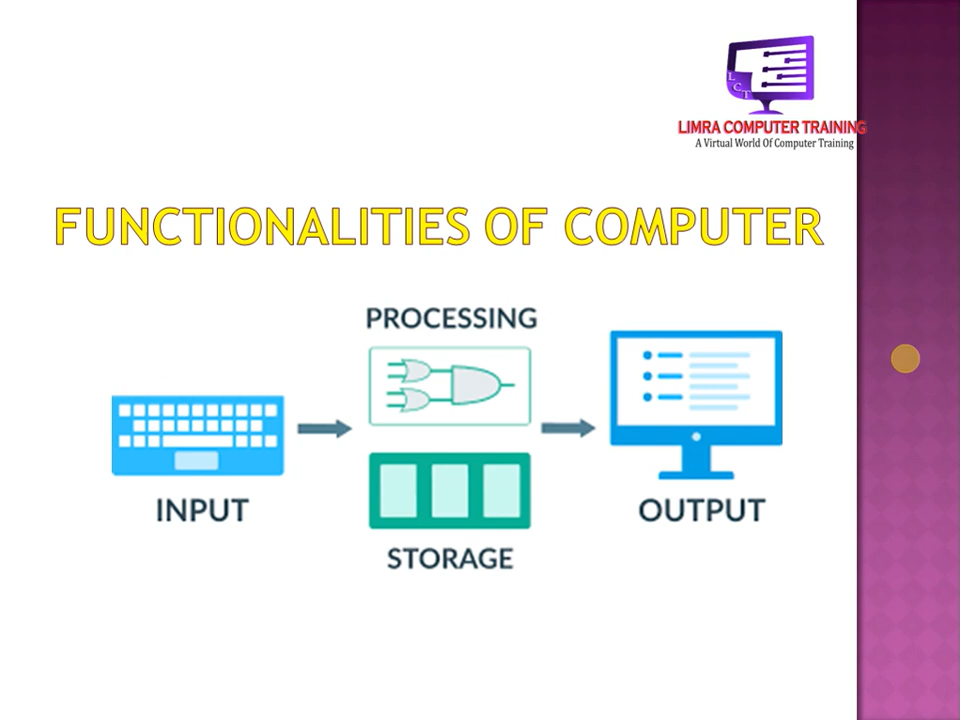 L
C
T
LIMRA COMPUTER TRAINING
A Virtual World Of Computer Training
FUNCTIONALITIES OF COMPUTER
PROCESSING
INPUT
OUTPUT
STORAGE